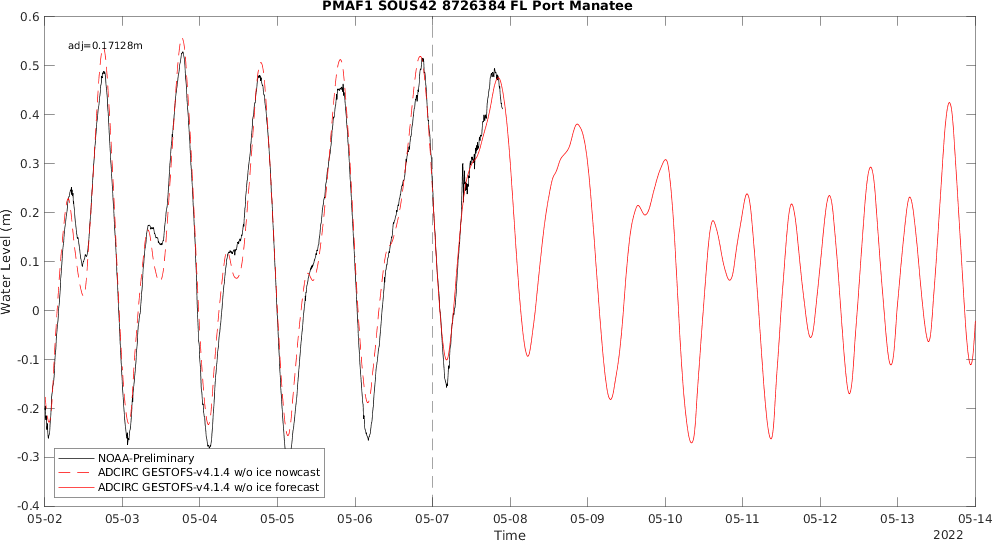 PMAF1 SOUS42 8726384 FL Port Manatee
adj=0.17128m
0.6
0.5
0.4
0.3
0.2
0.1
0
-0.1
-0.2
-0.3
-0.4
Water Level (m)
NOAA-Preliminary
ADCIRC GESTOFS-v4.1.4 w/o ice nowcast
ADCIRC GESTOFS-v4.1.4 w/o ice forecast
05-02 05-03 05-04 05-05 05-06 05-07 05-08 05-09 05-10 05-11 05-12 05-13 05-14
Time
2022